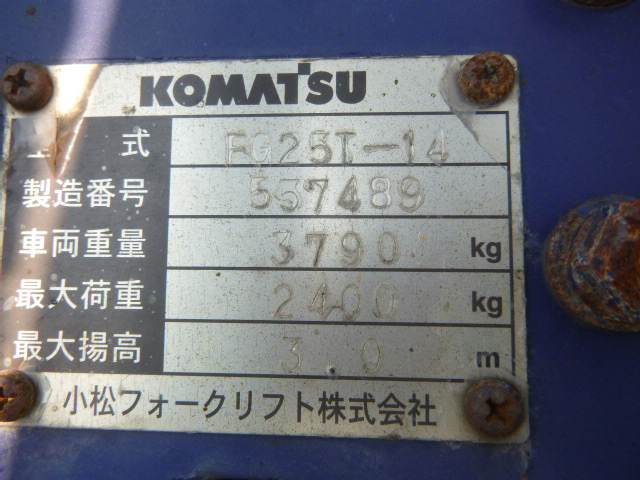 KOMATSU
型 式 FG25T-14
製造番号 557489
車両重量 3790 kg
最大荷重 2400 kg
最大揚高 3 0 m
小松フォークリフト株式会社